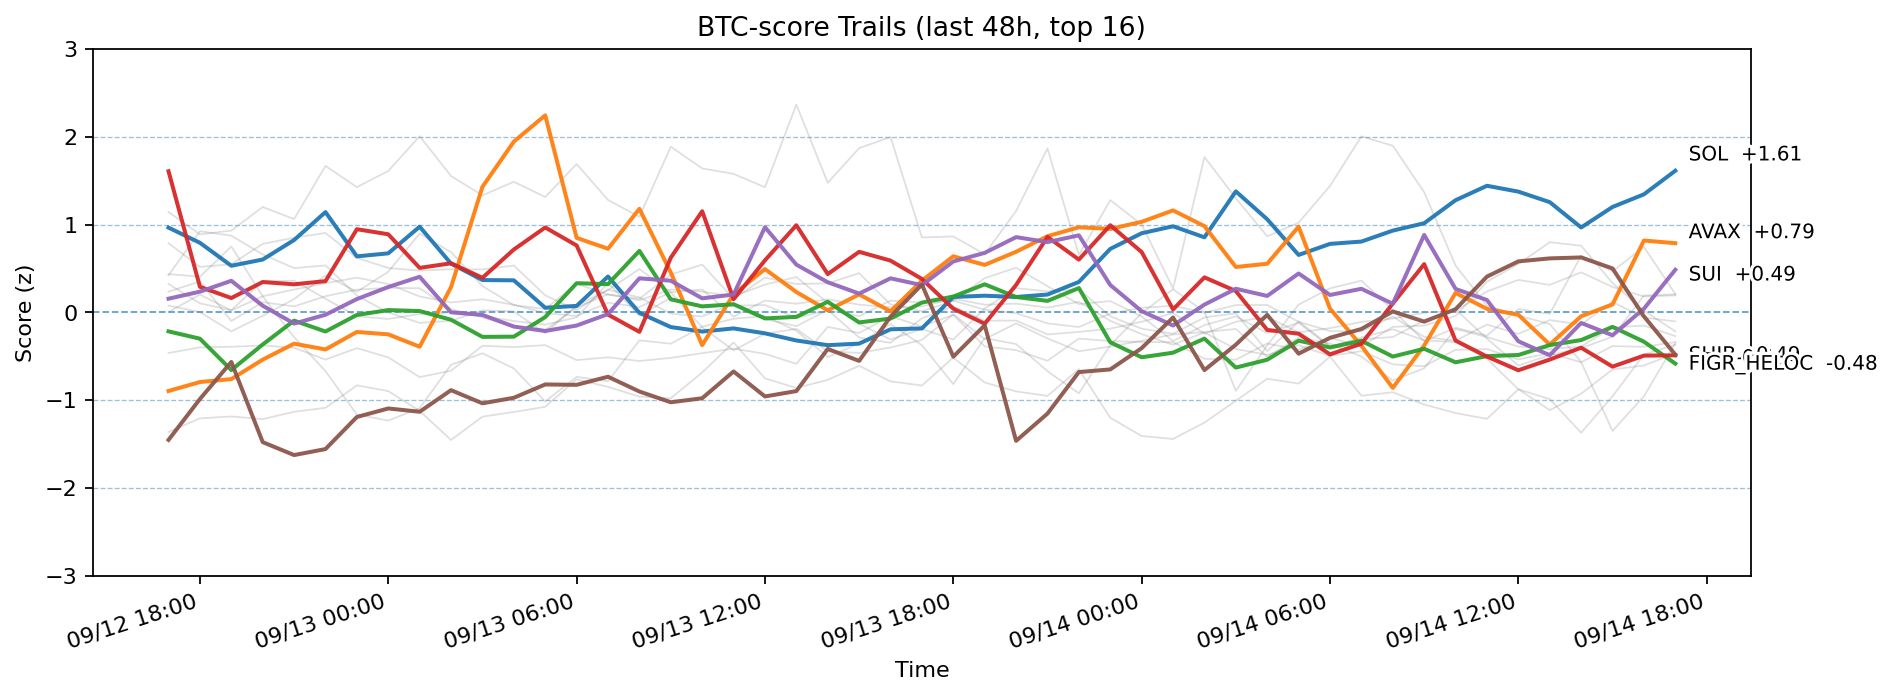 BTC-score Trails (last 48h, top 16)
Score (z)
3
2
1
0
−1
−2
−3
SOL +1.61
AVAX +0.79
SUI +0.49
FIGR_HELOC -0.48
09/12 18:00
09/13 00:00
09/13 06:00
09/13 12:00
09/13 18:00
09/14 00:00
09/14 06:00
09/14 12:00
09/14 18:00
Time